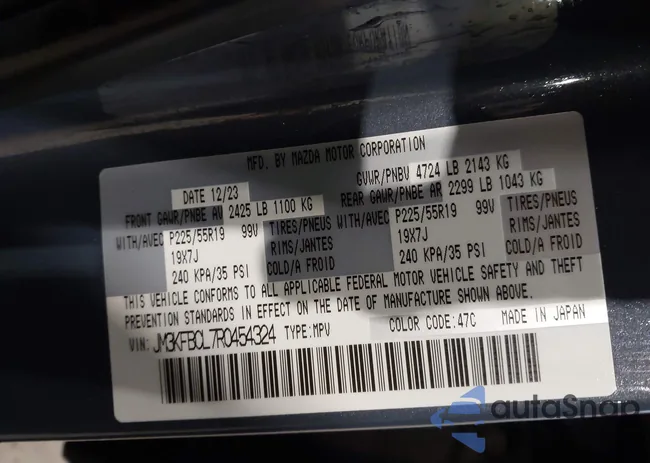 MFD. BY MAZDA MOTOR CORPORATION
DATE 12/23 GVWR/PNBV 4724 LB 2143 KG
FRONT GAWR/PNBE AV 2425 LB 1100 KG REAR GAWR/PNBE AR 2299 LB 1043 KG
WITH/AVEC P225/55R19 99V TIRES/PNEUS WITH/AVEC P225/55R19 99V TIRES/PNEUS
19X7J RIMS/JANTES 19X7J RIMS/JANTES
240 KPA/35 PSI COLD/A FROID 240 KPA/35 PSI COLD/A FROID
THIS VEHICLE CONFORMS TO ALL APPLICABLE FEDERAL MOTOR VEHICLE SAFETY AND THEFT
PREVENTION STANDARDS IN EFFECT ON THE DATE OF MANUFACTURE SHOWN ABOVE.
VIN: JM3KFBCL7R0454324 TYPE:MPV COLOR CODE:47C MADE IN JAPAN
autoSnap